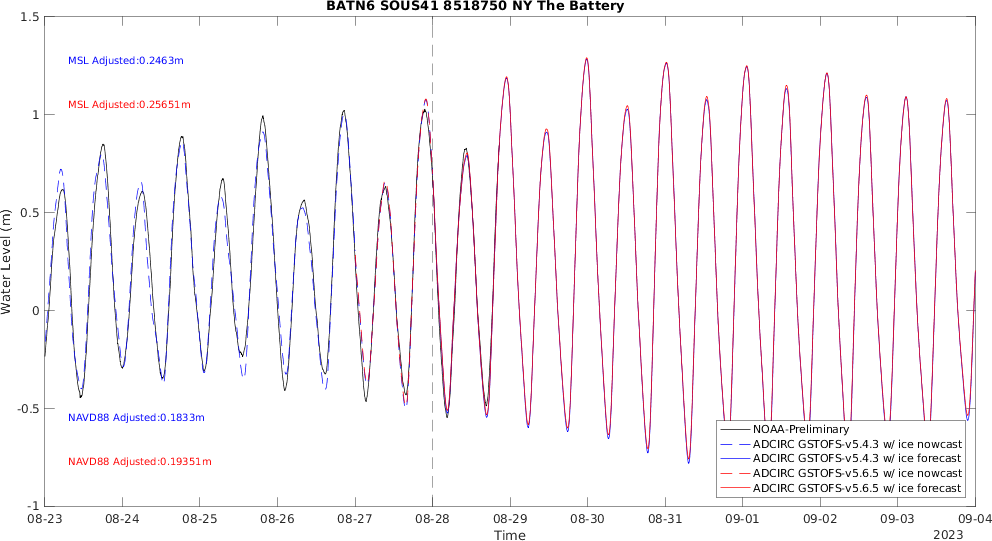 BATN6 SOUS41 8518750 NY The Battery
1.5
MSL Adjusted:0.2463m
MSL Adjusted:0.25651m
1
0.5
Water Level (m)
0
-0.5
NAVD88 Adjusted:0.1833m
NAVD88 Adjusted:0.19351m
NOAA-Preliminary
ADCIRC GSTOFS-v5.4.3 w/ ice nowcast
ADCIRC GSTOFS-v5.4.3 w/ ice forecast
ADCIRC GSTOFS-v5.6.5 w/ ice nowcast
ADCIRC GSTOFS-v5.6.5 w/ ice forecast
-1
08-23 08-24 08-25 08-26 08-27 08-28 08-29 08-30 08-31 09-01 09-02 09-03 09-04
Time
2023